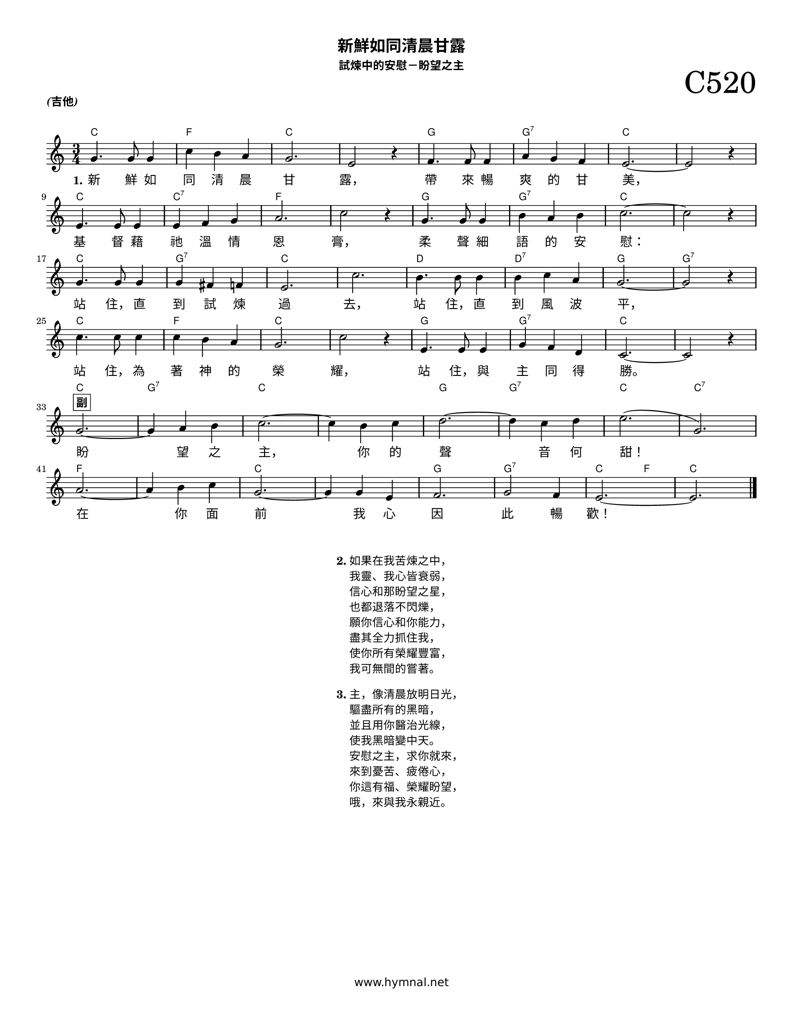 新鮮如同清晨甘露
試煉中的安慰－盼望之主
C520
(吉他)
C F C G G7 C
3
4
1. 新 鮮 如 同 清 晨 甘 露， 帶 來 暢 爽 的 甘 美，
9 C C7 F G G7 C
基 督 藉 祂 溫 情 恩 膏， 柔 聲 細 語 的 安 慰：
17 C G7 C D D7 G G7
站 住，直 到 試 煉 過 去， 站 住，直 到 風 波 平，
25 C F C G G7 C
站 住，為 著 神 的 榮 耀， 站 住，與 主 同 得 勝。
C G7 C G G7 C C7
副
33
盼 望 之 主， 你 的 聲 音 何 甜！
41 F C G G7 C F C
在 你 面 前 我 心 因 此 暢 歡！
2. 如果在我苦煉之中，
我靈、我心皆衰弱，
信心和那盼望之星，
也都退落不閃爍，
願你信心和你能力，
盡其全力抓住我，
使你所有榮耀豐富，
我可無間的嘗著。
3. 主，像清晨放明日光，
驅盡所有的黑暗，
並且用你醫治光線，
使我黑暗變中天。
安慰之主，求你就來，
來到憂苦、疲倦心，
你這有福、榮耀盼望，
哦，來與我永親近。
www.hymnal.net